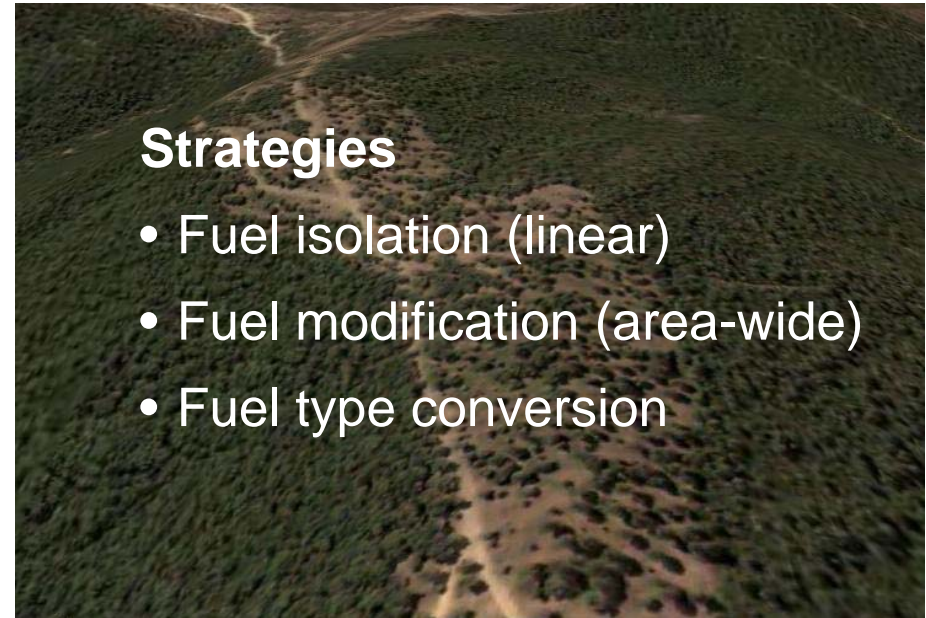 Strategies
• Fuel isolation (linear)
• Fuel modification (area-wide)
• Fuel type conversion